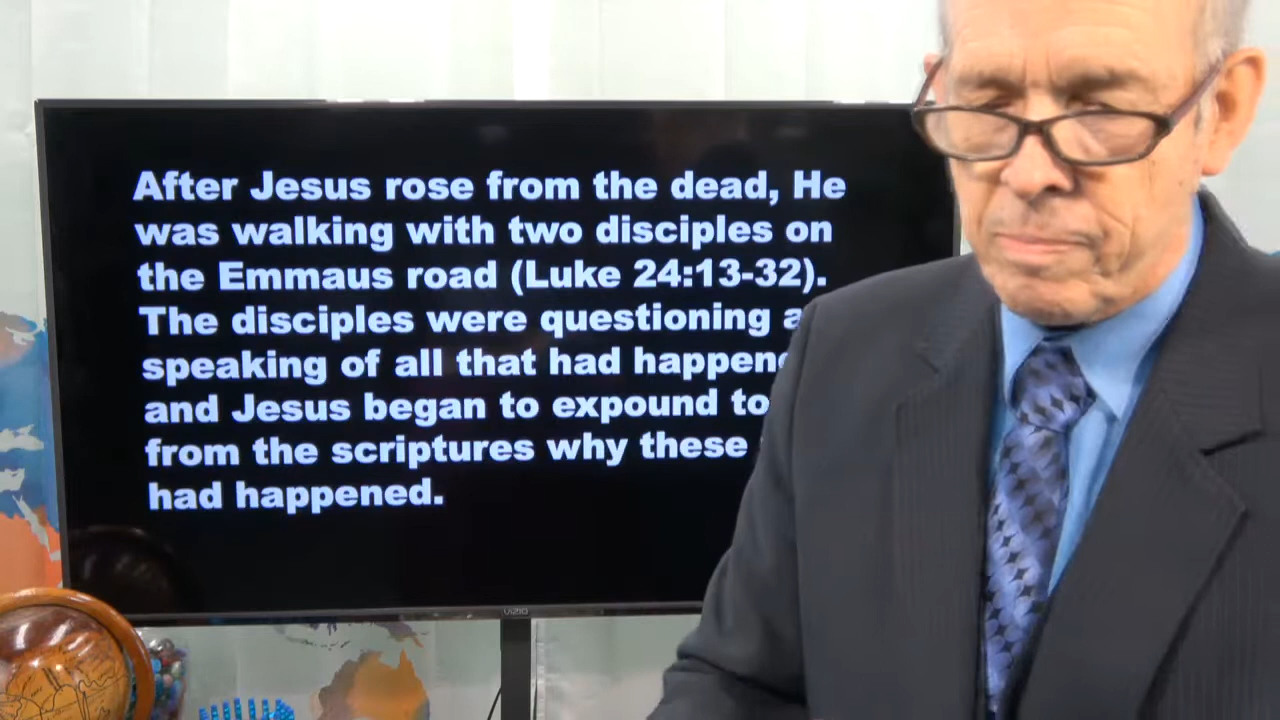 After Jesus rose from the dead, He
was walking with two disciples on
the Emmaus road (Luke 24:13-32).
The disciples were questioning
speaking of all that had
and Jesus began to expound to
from the scriptures why these
had happened.
VIZIO